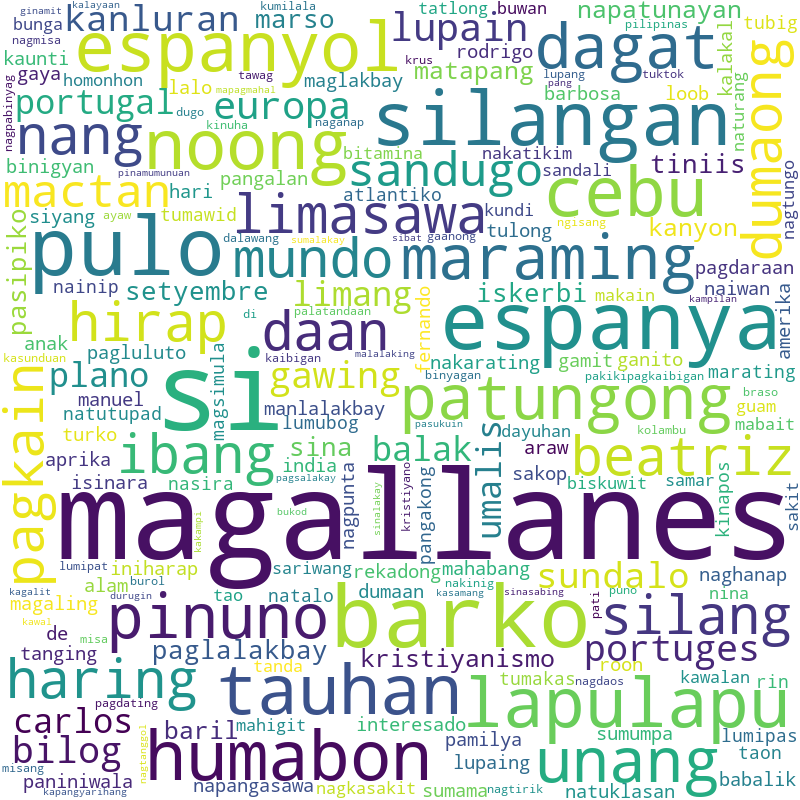 bunga
kanluran
marso
tatlong
buwan
napatunayan
nagmisa
kalayaan
kumilala
lupain
pilipinas
tubig
ginamit
espanyol
dagat
kaunti
gaya
homonhon
lalo
tawag
mapagmahal
maglakbay
krus
rodrigo
matapang
lupang
tuktok
pang
kalakal
naturang
nagpabinyag
portugal
europa
dugo
naganap
barbosa
loob
dumaong
nang
noong
kinuha
silangan
binigyan
pinamumunuan
pangalan
bitamina
nakatikim
sandali
tiniis
sandugo
cebu
nagtungo
mactan
hari
atlantiko
kundi
ngisang
siyang
ayaw
tumawid
limasawa
tulong
kanyon
pasipiko
dalawang
sumalakay
sibat
gaanong
pulo
mundo
maraming
pagdaraan
nainip
setyembre
di
palatandaan
limang
iskerbi
makain
naiwan
kampilan
amerika
anak
hirap
daan
fernando
espanya
kasunduan
pagluluto
magsimula
kaibigan
malalaking
nakarating
gamit
ganito
marating
plano
manuel
si
gawing
binyagan
pakikipagkaibigan
guam
mabait
natutupad
manlalakbay
patungong
braso
turko
lumubog
pasukuin
kolambu
pagkain
ibang
sina
balak
umalis
dayuhan
araw
beatriz
aprika
india
pagsalakay
sinalakay
kristiyano
nagpunta
pangakong
sakop
samar
isinara
nasira
bukod
kakampi
biskuwit
kinapos
sakit
magallanes
lumipat
burol
iniharap
sariwang
rekadong
mahabang
sundalo
naghanap
kagalit
durugin
alam
nakinig
sinasabing
magaling
tao
natalo
dumaan
kasamang
pati
puno
nina
kawal
misa
pinuno
barko
silang
de
tanging
paglalakbay
tanda
kristiyanismo
portuges
roon
pagdating
tumakas
nagdaos
kawalan
rin
haring
tauhan
lapulapu
carlos
nagtanggol
baril
mahigit
interesado
sumumpa
lumipas
bilog
humabon
pamilya
unang
taon
misang
paniniwala
lupaing
babalik
kapangyarihang
napangasawa
nagkasakit
sumama
nagtirik
natuklasan